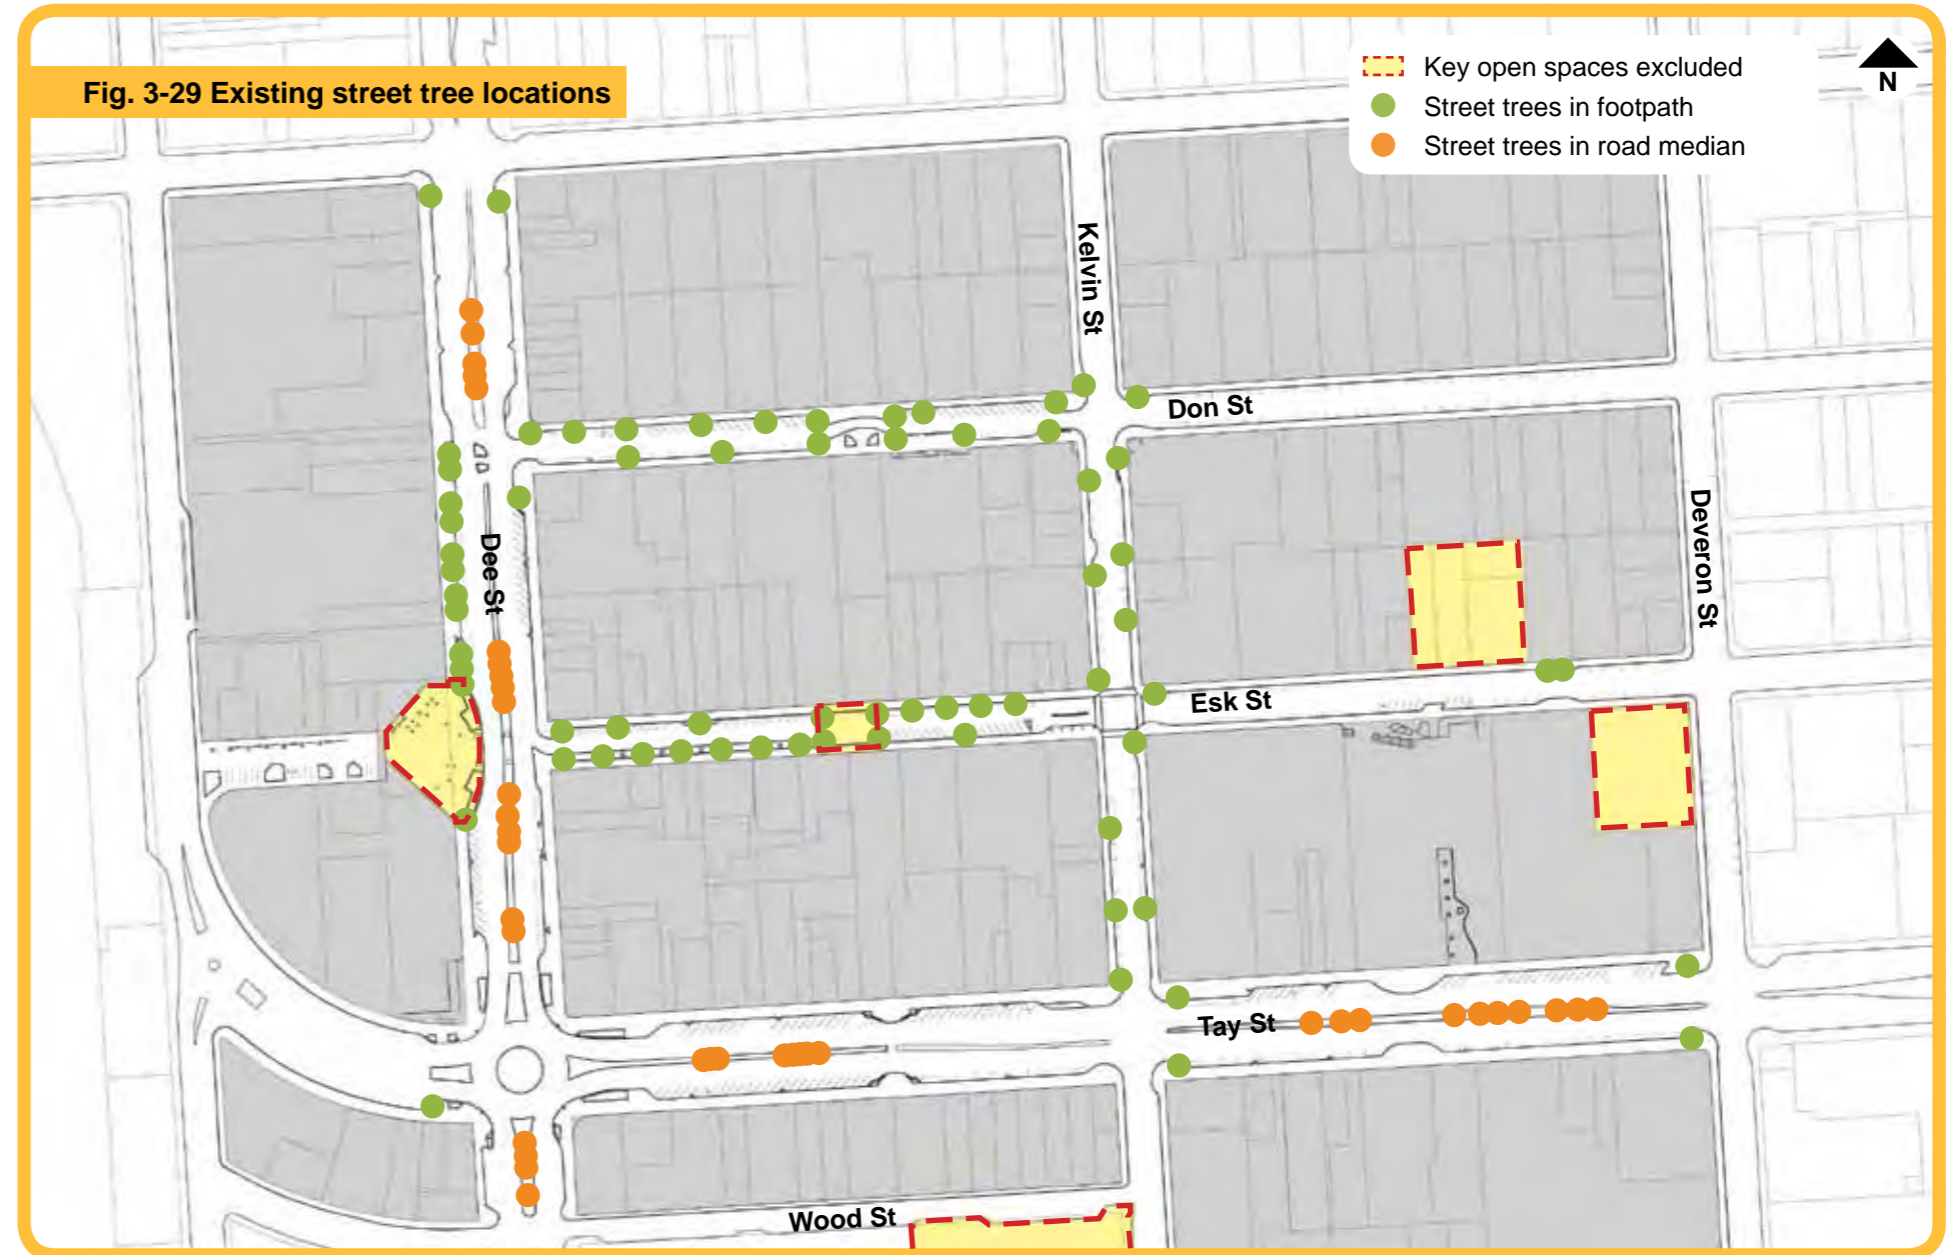 Fig. 3-29 Existing street tree locations
Key open spaces excluded
Street trees in footpath
Street trees in road median
N
Kelvin St
Don St
Dee St
Deveron St
Esk St
Tay St
Wood St